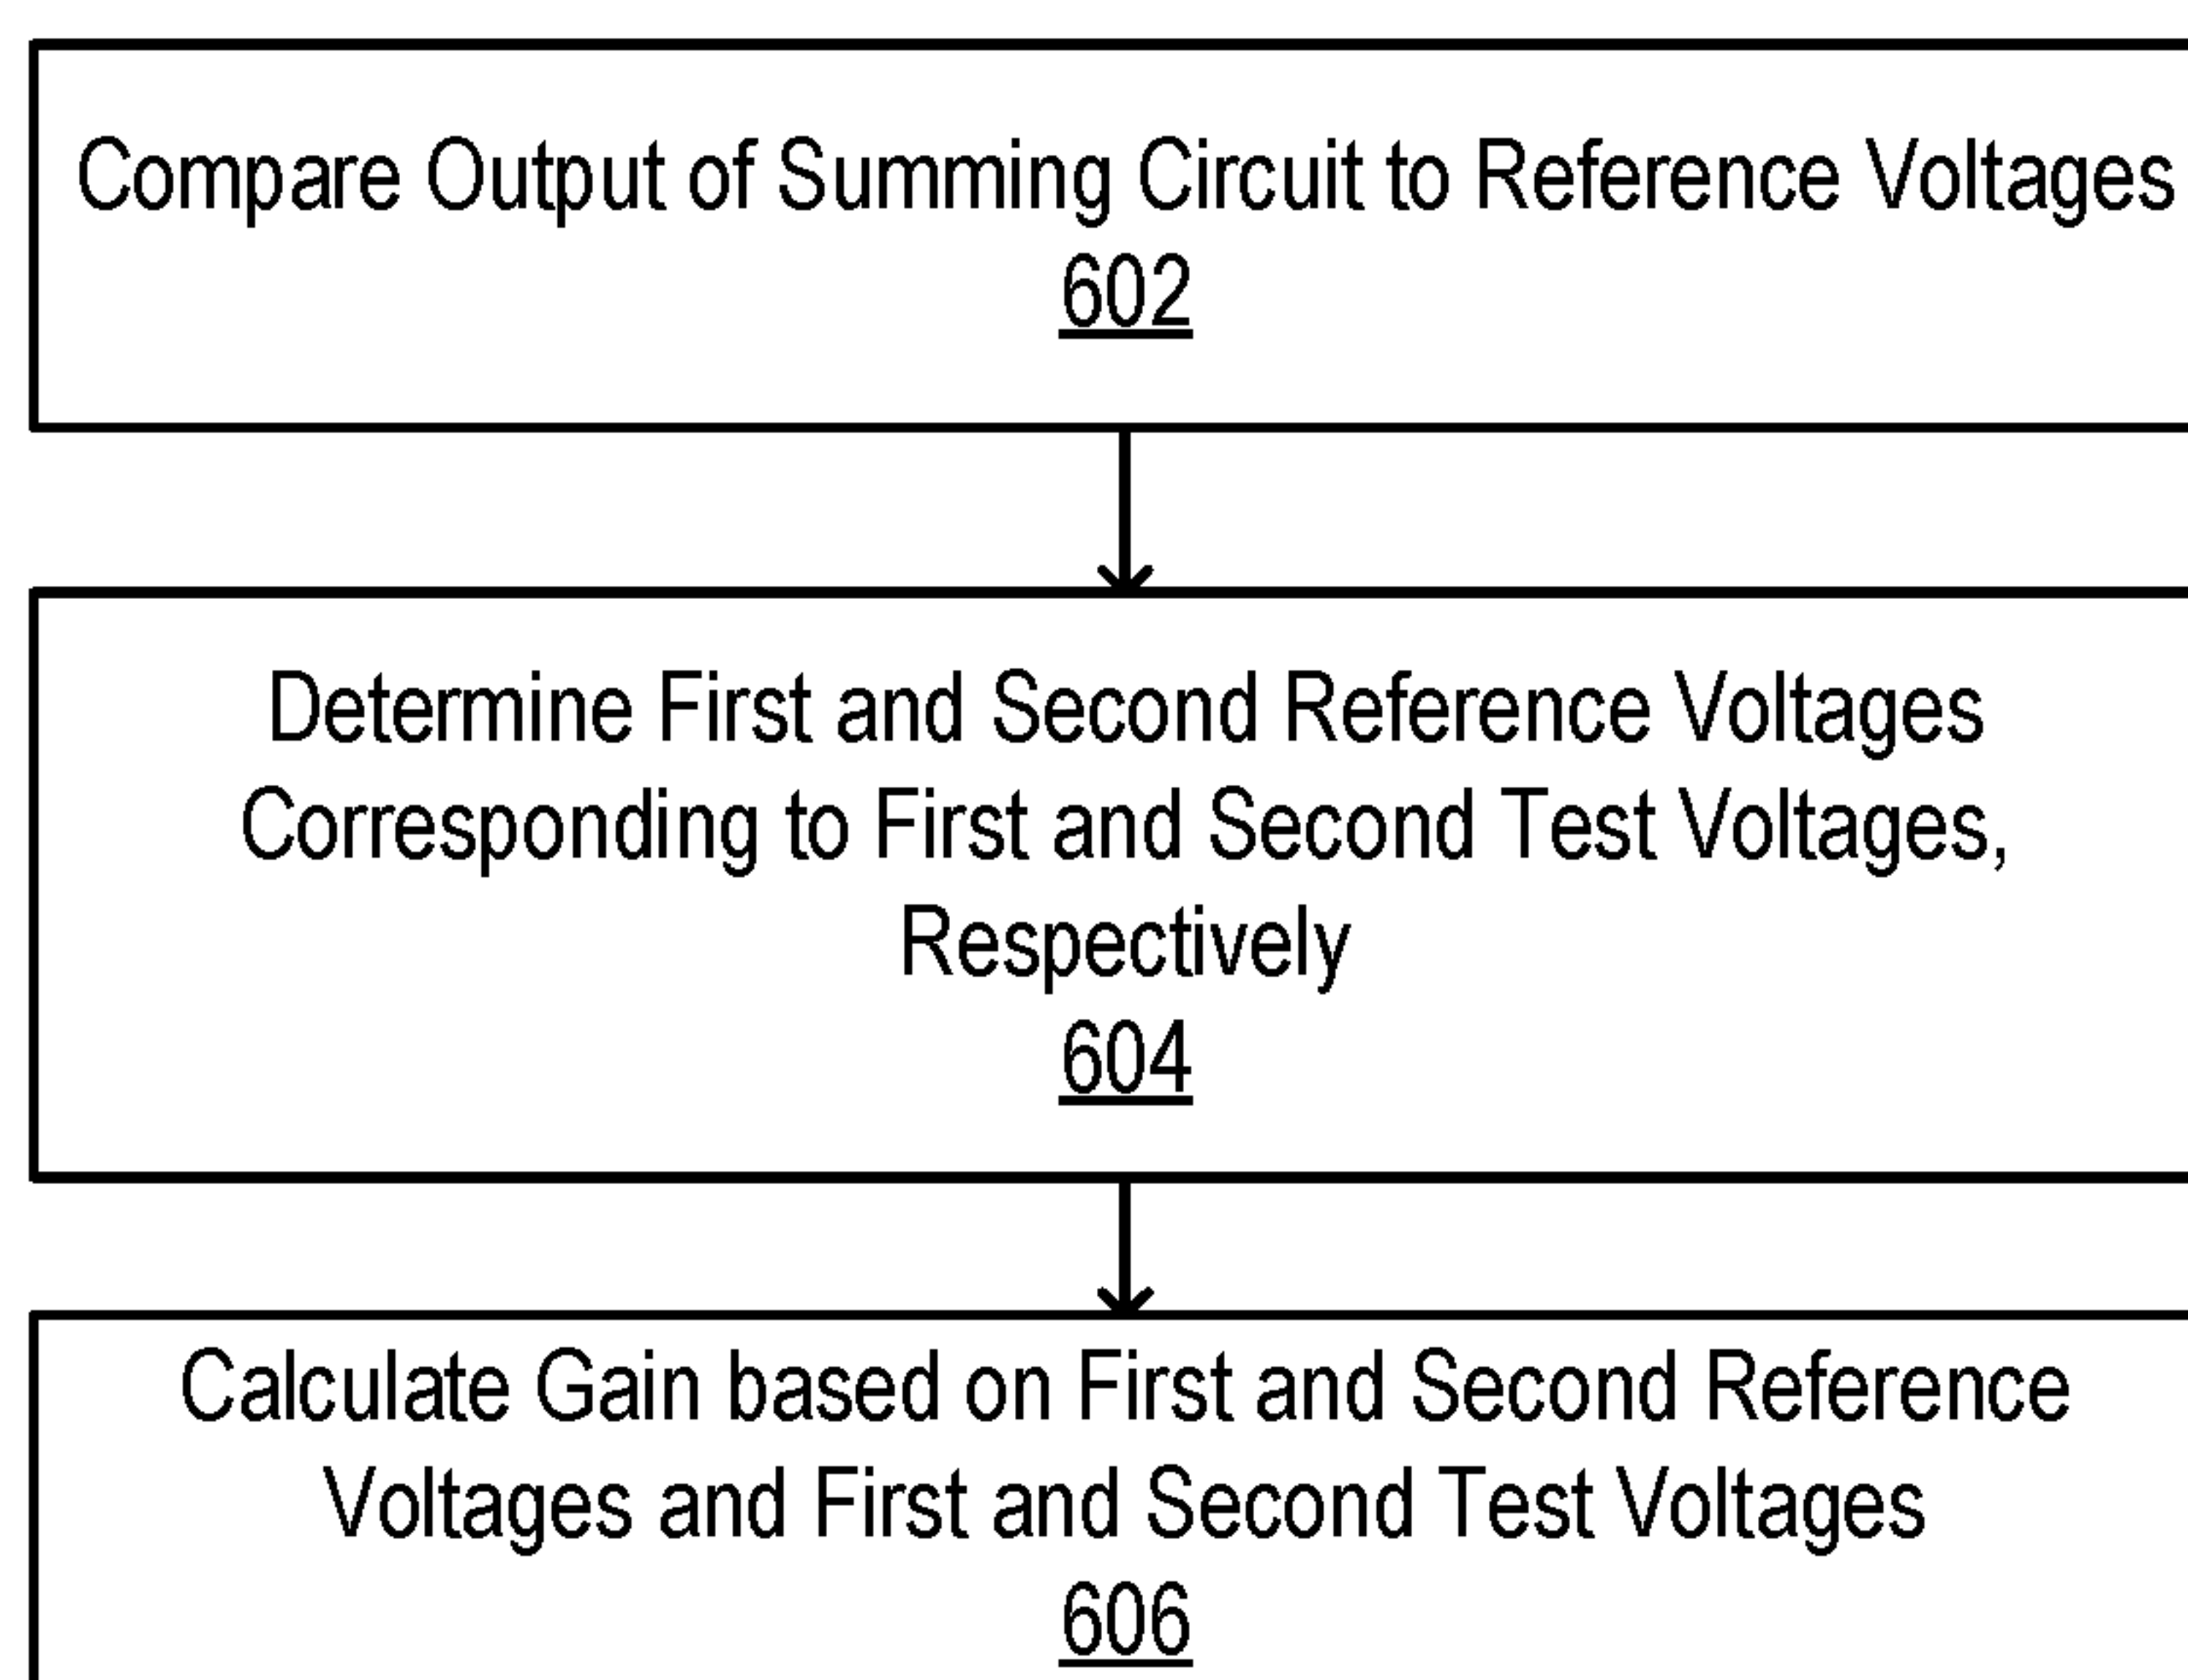 Compare Output of Summing Circuit to Reference Voltages
602
Determine First and Second Reference Voltages
Corresponding to First and Second Test Voltages,
Respectively
604
Calculate Gain based on First and Second Reference
Voltages and First and Second Test Voltages
606